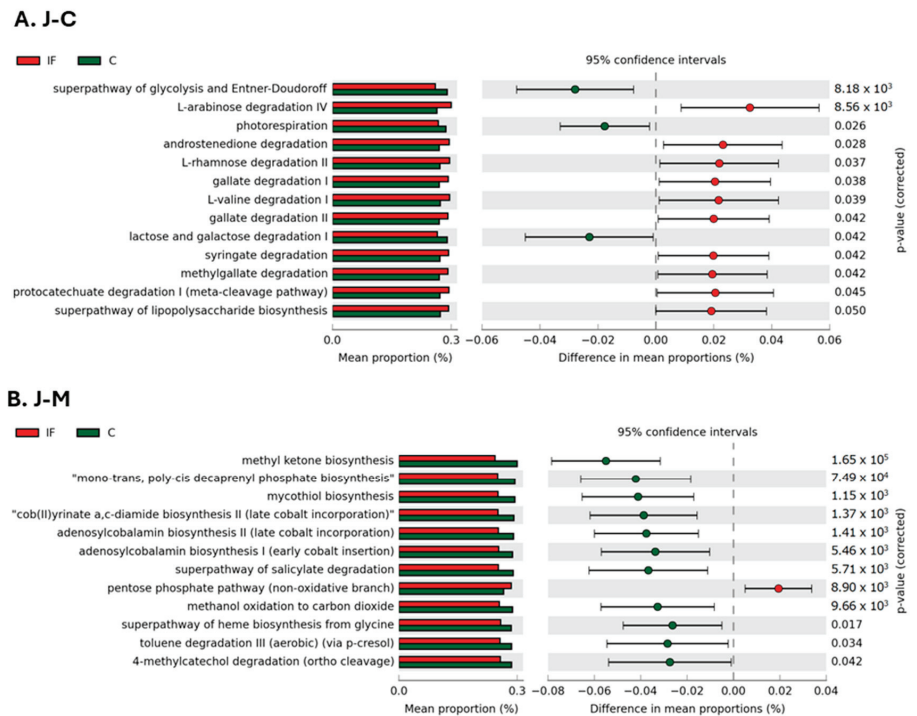 A. J-C
IF C
95% confidence intervals
superpathway of glycolysis and Entner-Doudoroff 8.18 x 10³
L-arabinose degradation IV 8.56 x 10³
photorespiration 0.026
androstenedione degradation 0.028
L-rhamnose degradation II 0.037
gallate degradation I 0.038
L-valine degradation I 0.039
gallate degradation II 0.042
lactose and galactose degradation I 0.042
syringate degradation 0.042
methylgallate degradation 0.042
protocatechuate degradation I (meta-cleavage pathway) 0.045
superpathway of lipopolysaccharide biosynthesis 0.050
p-value (corrected)
0.0 0.3 −0.06 −0.04 −0.02 0.00 0.02 0.04 0.06
Mean proportion (%) Difference in mean proportions (%)
B. J-M
IF C
95% confidence intervals
methyl ketone biosynthesis 1.65 x 10⁵
"mono-trans, poly-cis decaprenyl phosphate biosynthesis" 7.49 x 10⁴
mycothiol biosynthesis 1.15 x 10³
"cob(II)yrinate a,c-diamide biosynthesis II (late cobalt incorporation)" 1.37 x 10³
adenosylcobalamin biosynthesis II (late cobalt incorporation) 1.41 x 10³
adenosylcobalamin biosynthesis I (early cobalt insertion) 5.46 x 10³
superpathway of salicylate degradation 5.71 x 10³
pentose phosphate pathway (non-oxidative branch) 8.90 x 10³
methanol oxidation to carbon dioxide 9.66 x 10³
superpathway of heme biosynthesis from glycine 0.017
toluene degradation III (aerobic) (via p-cresol) 0.034
4-methylcatechol degradation (ortho cleavage) 0.042
p-value (corrected)
0.0 0.3 −0.08 −0.06 −0.04 −0.02 0.00 0.02 0.04
Mean proportion (%) Difference in mean proportions (%)